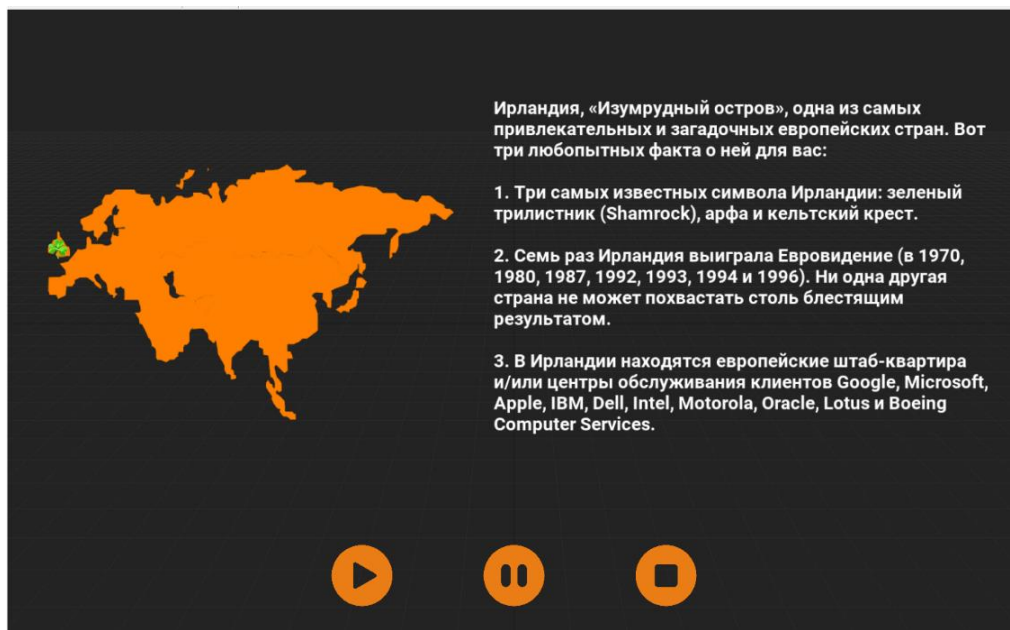 Ирландия, «Изумрудный остров», одна из самых
привлекательных и загадочных европейских стран. Вот
три любопытных факта о ней для вас:
1. Три самых известных символа Ирландии: зеленый
трилистник (Shamrock), арфа и кельтский крест.
2. Семь раз Ирландия выиграла Евровидение (в 1970,
1980, 1987, 1992, 1993, 1994 и 1996). Ни одна другая
страна не может похвастать столь блестящим
результатом.
3. В Ирландии находятся европейские штаб-квартира
и/или центры обслуживания клиентов Google, Microsoft,
Apple, IBM, Dell, Intel, Motorola, Oracle, Lotus и Boeing
Computer Services.